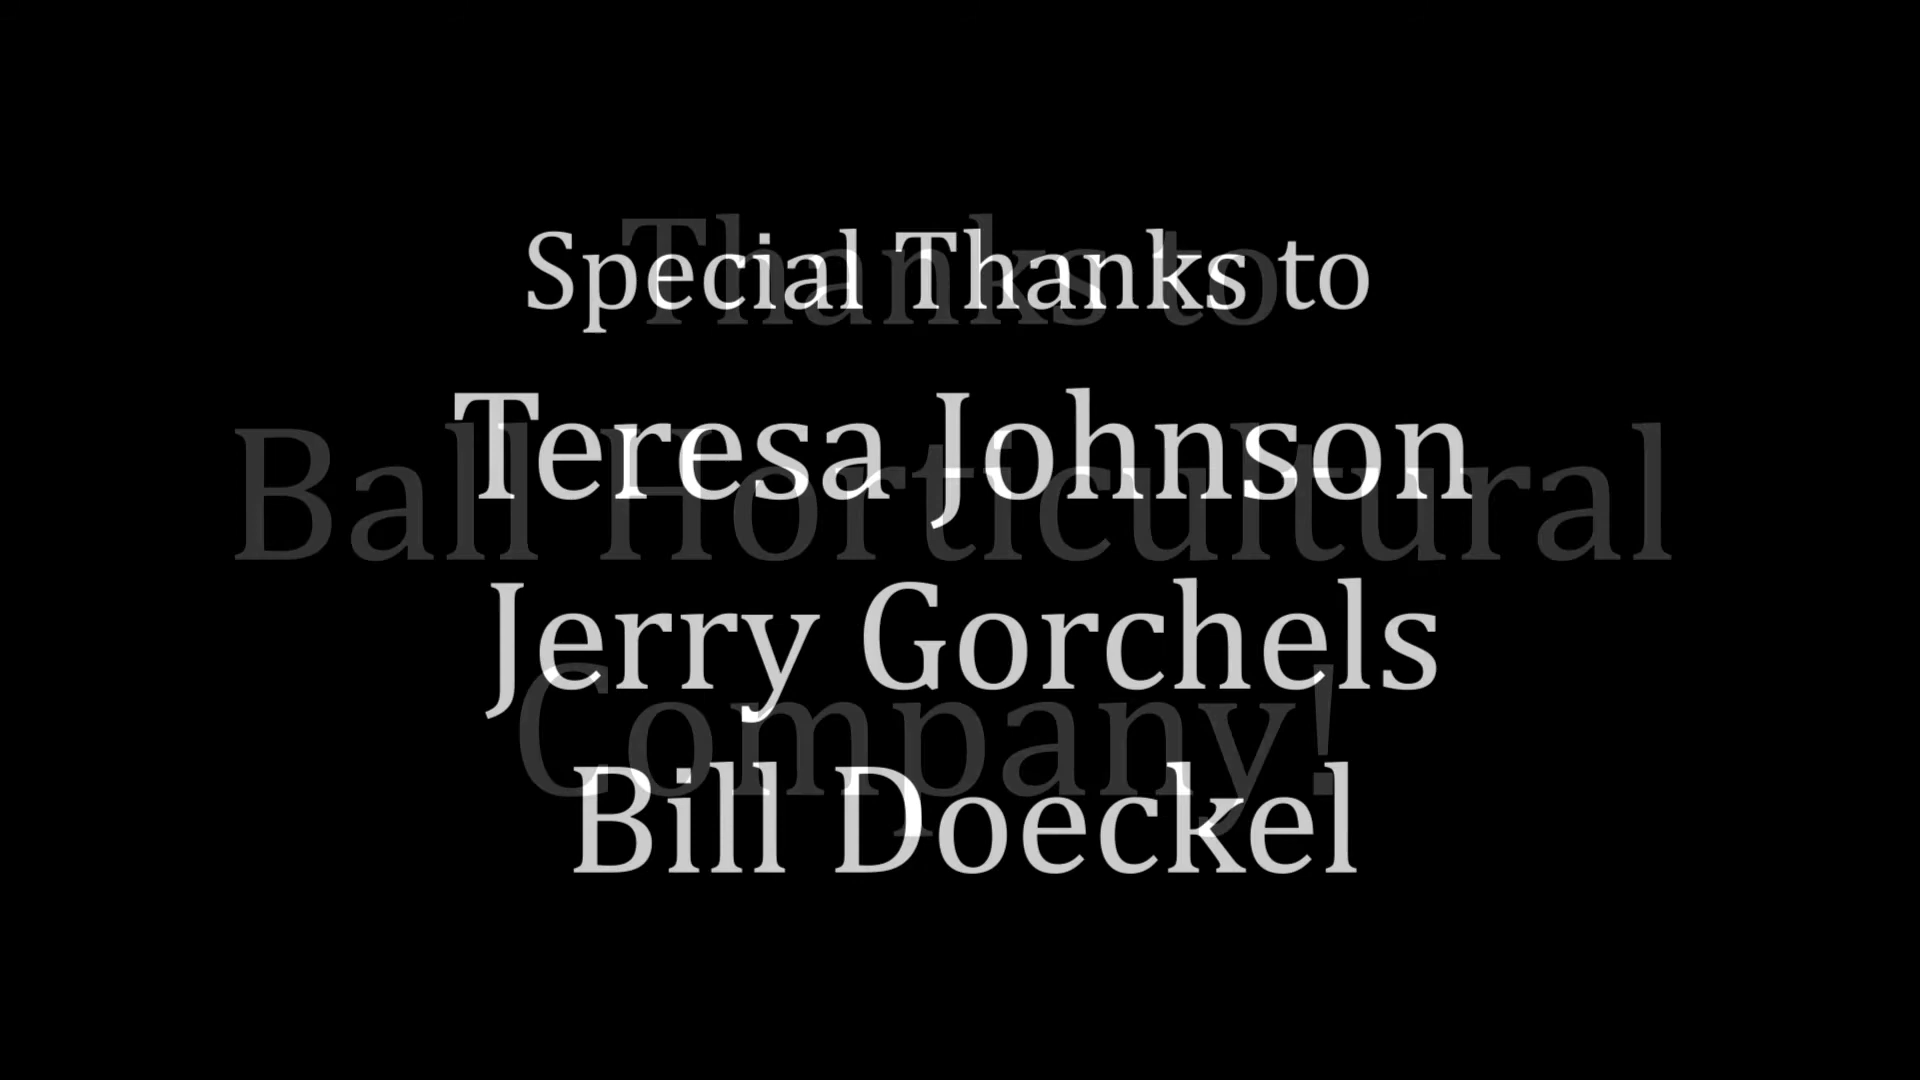 Special Thanks to
Teresa Johnson
Jerry Gorchels
Bill Doeckel
Thanks to
Ball Horticultural
Company!